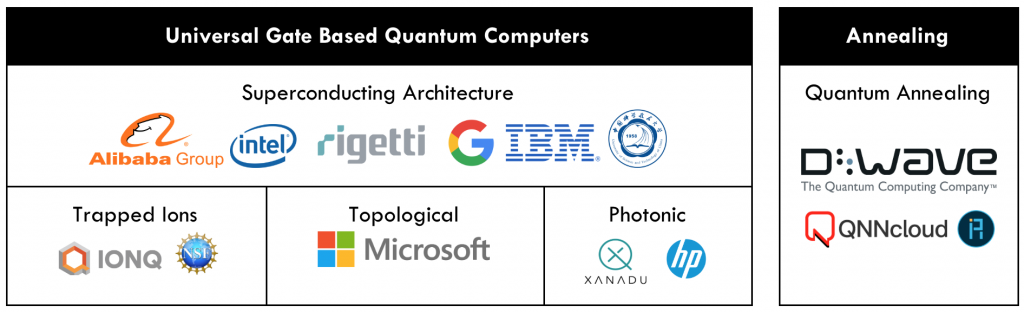 Universal Gate Based Quantum Computers
Superconducting Architecture
Alibaba Group
intel
rigetti
G
IBM
1958
Trapped Ions
IONQ
NSF
Topological
Microsoft
Photonic
XANADU
hp
Annealing
Quantum Annealing
D:wave
The Quantum Computing Company™
QNNcloud